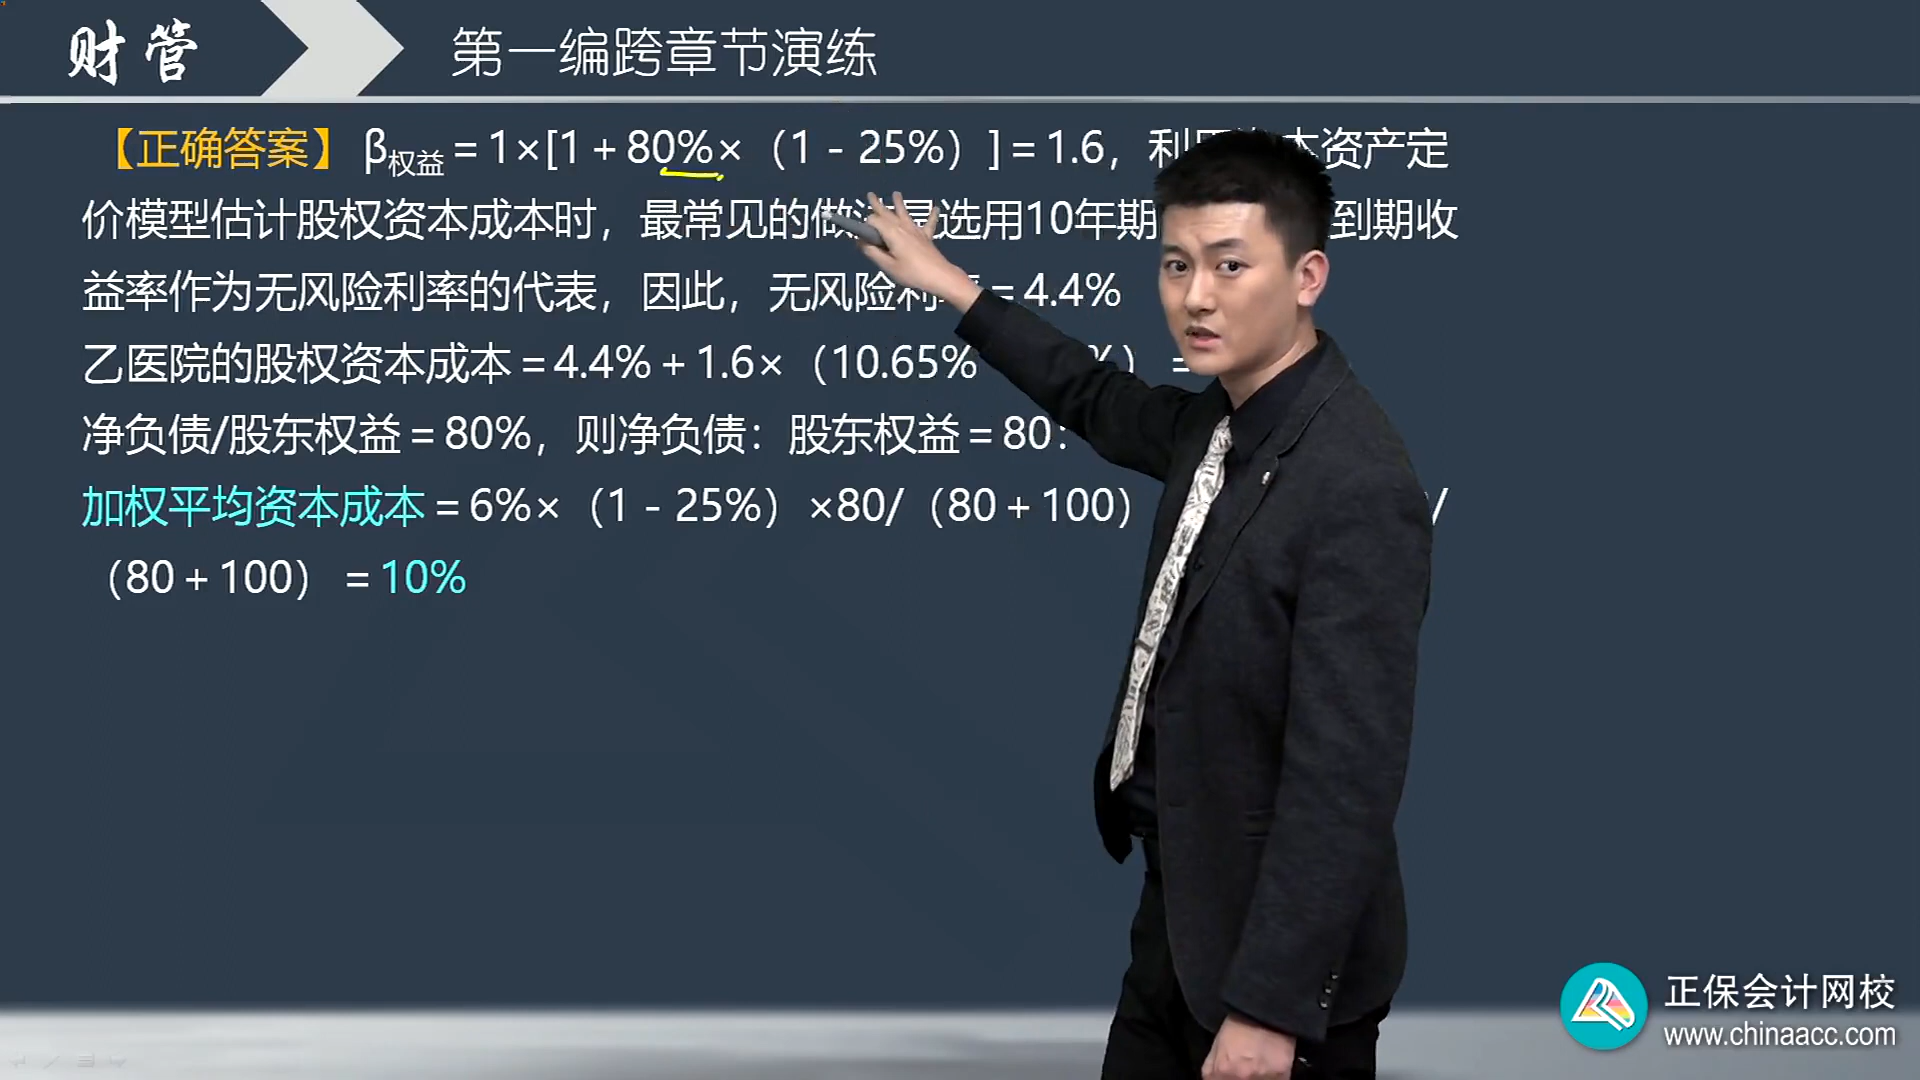 财管
第一编跨章节演练
【正确答案】β权益＝1×[1＋80%×（1－25%）]＝1.6，利 资产定
价模型估计股权资本成本时，最常见的做 选用10年期 到期收
益率作为无风险利率的代表，因此，无风险利 ＝4.4%
乙医院的股权资本成本＝4.4%＋1.6×（10.65% %）＝
净负债/股东权益＝80%，则净负债：股东权益＝80：
加权平均资本成本＝6%×（1－25%）×80/（80＋100） /
（80＋100）＝10%
正保会计网校
www.chinaacc.com